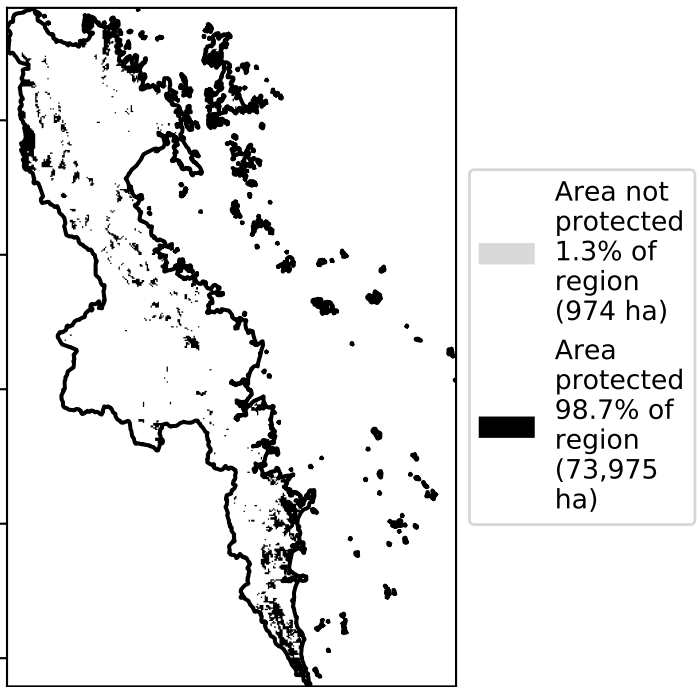 Area not
protected
1.3% of
region
(974 ha)
Area
protected
98.7% of
region
(73,975
ha)